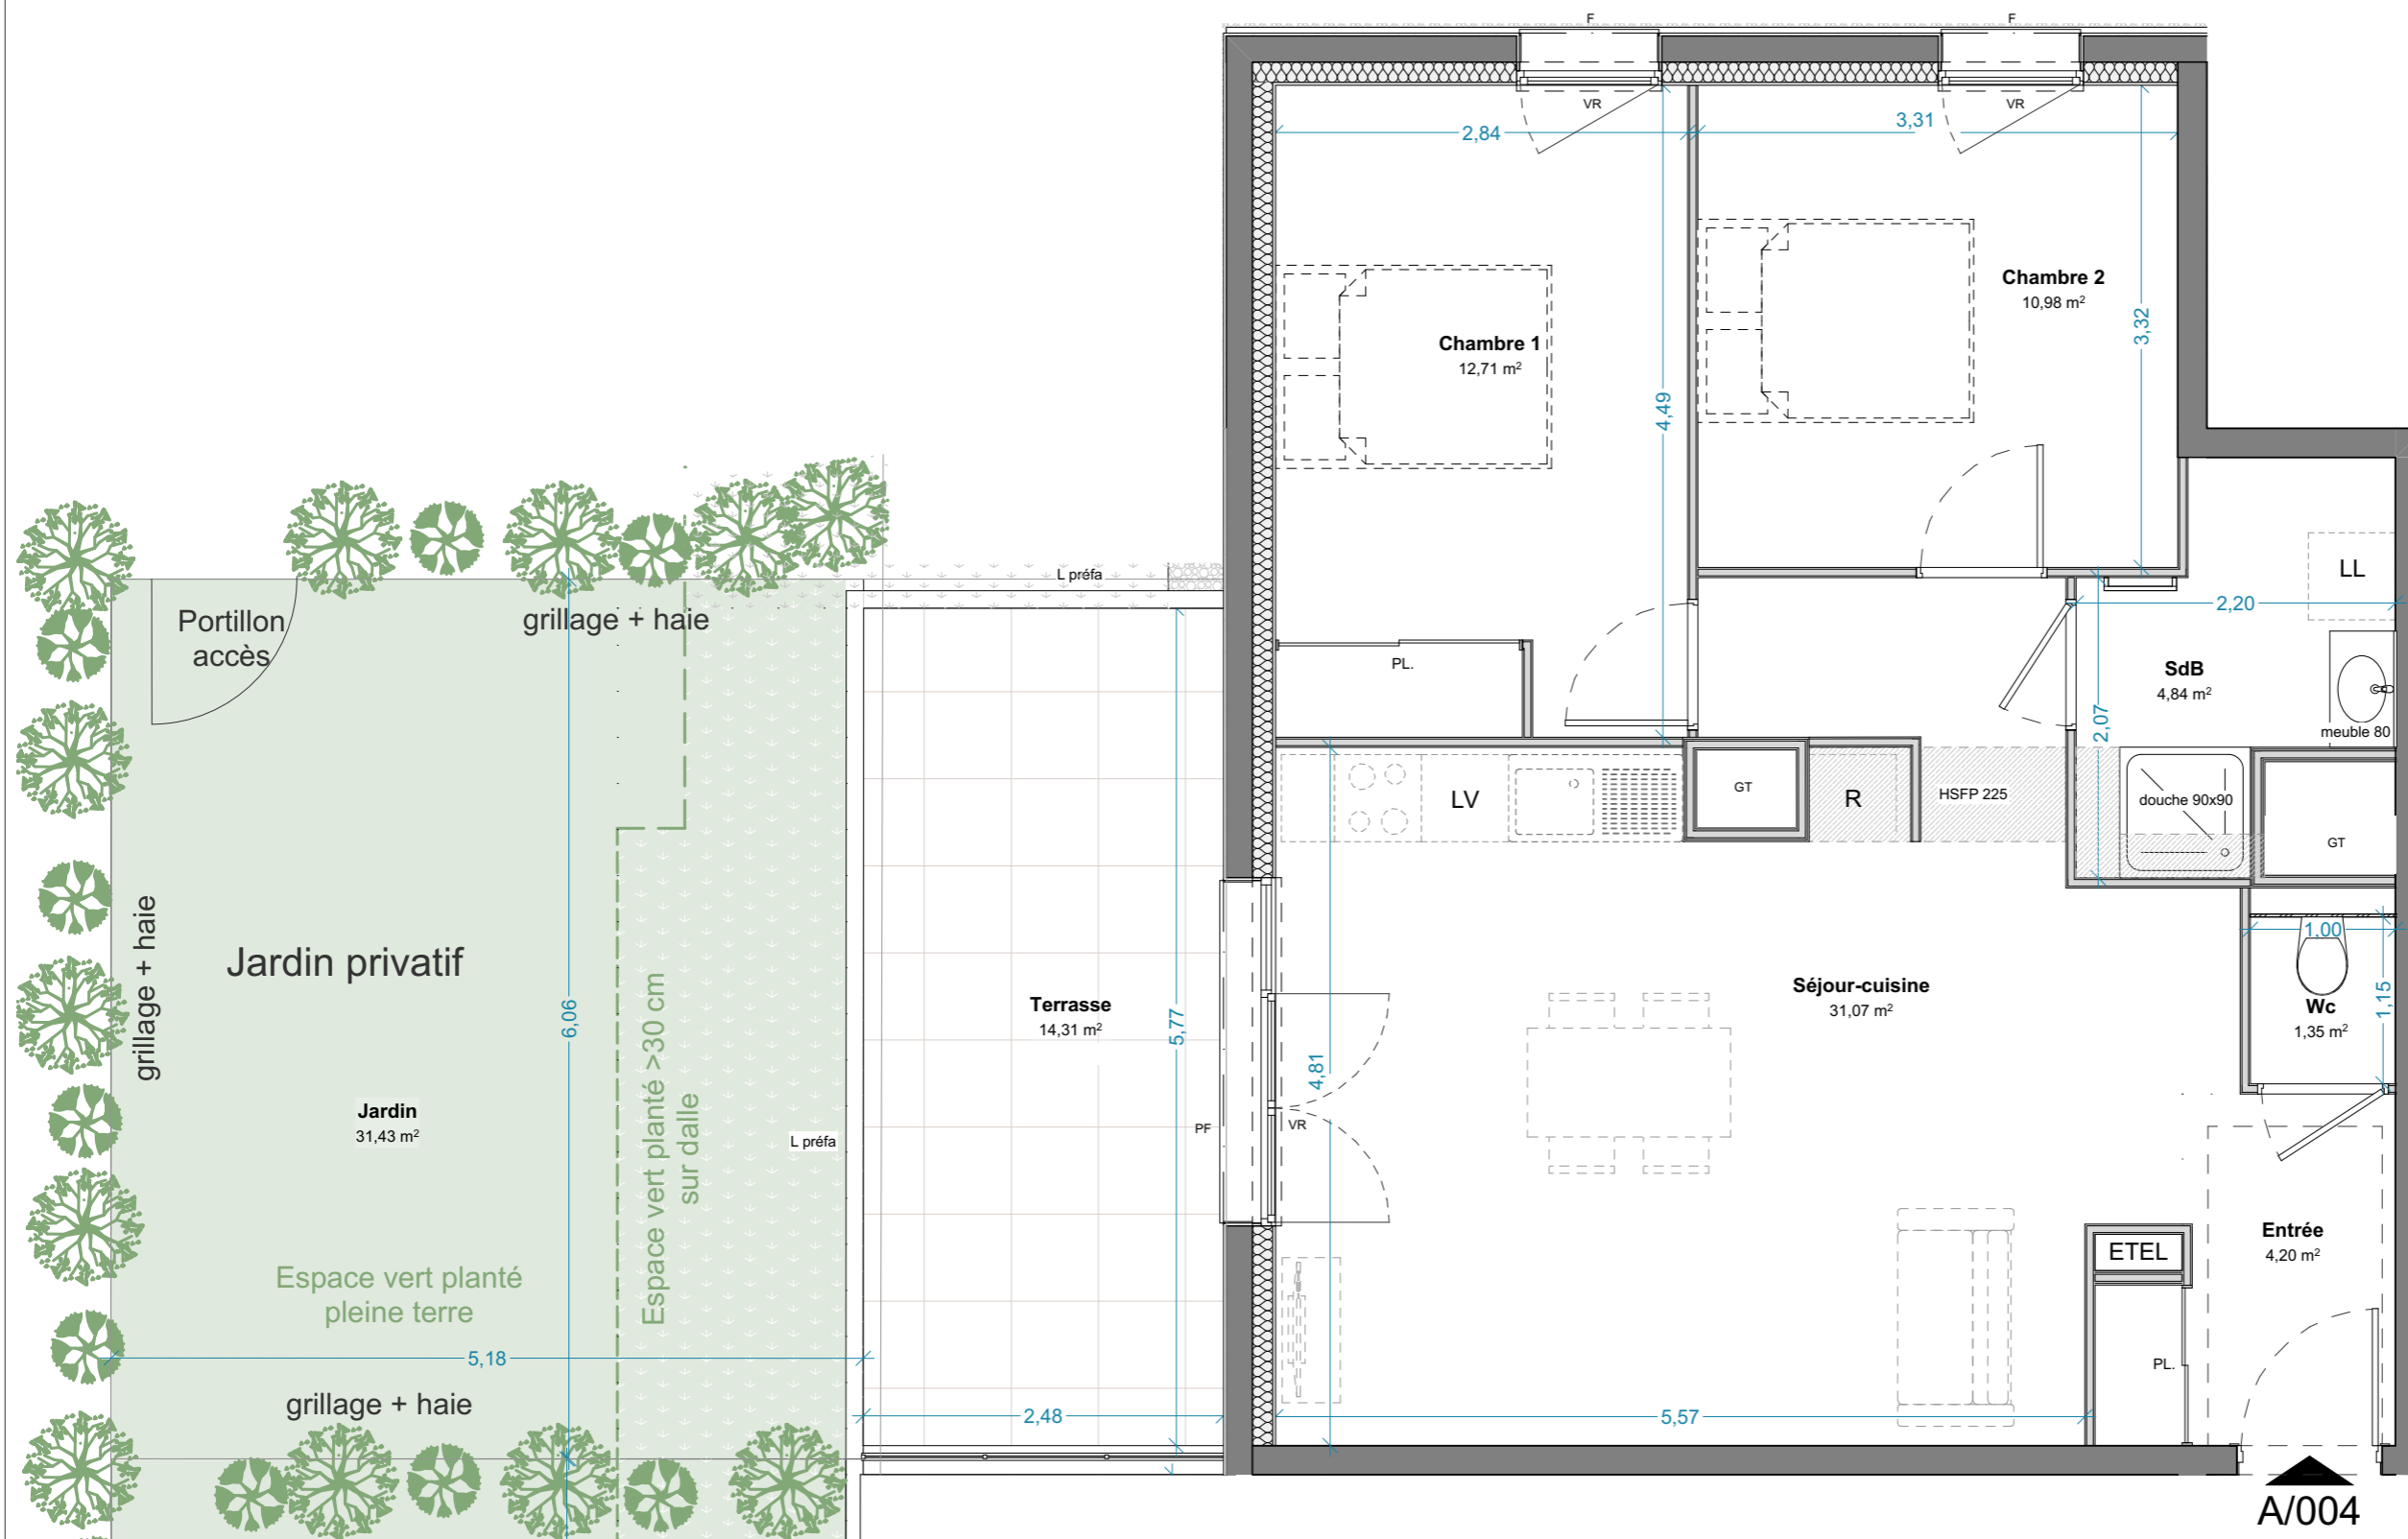 F
F
VR
VR
2,84
3,31
Chambre 2
10,98 m²
3,32
Chambre 1
12,71 m²
4,49
L préfa
LL
2,20
Portillon
accès
grillage + haie
PL.
SdB
4,84 m²
2,07
meuble 80
LV
GT
R
HSFP 225
douche 90x90
GT
1,00
grillage + haie
Jardin privatif
6,06
Espace vert planté >30 cm
sur dalle
Terrasse
14,31 m²
5,77
Séjour-cuisine
31,07 m²
Wc
1,35 m²
1,15
4,81
Jardin
31,43 m²
L préfa
PF
VR
Entrée
4,20 m²
ETEL
Espace vert planté
pleine terre
5,18
PL.
grillage + haie
2,48
5,57
A/004